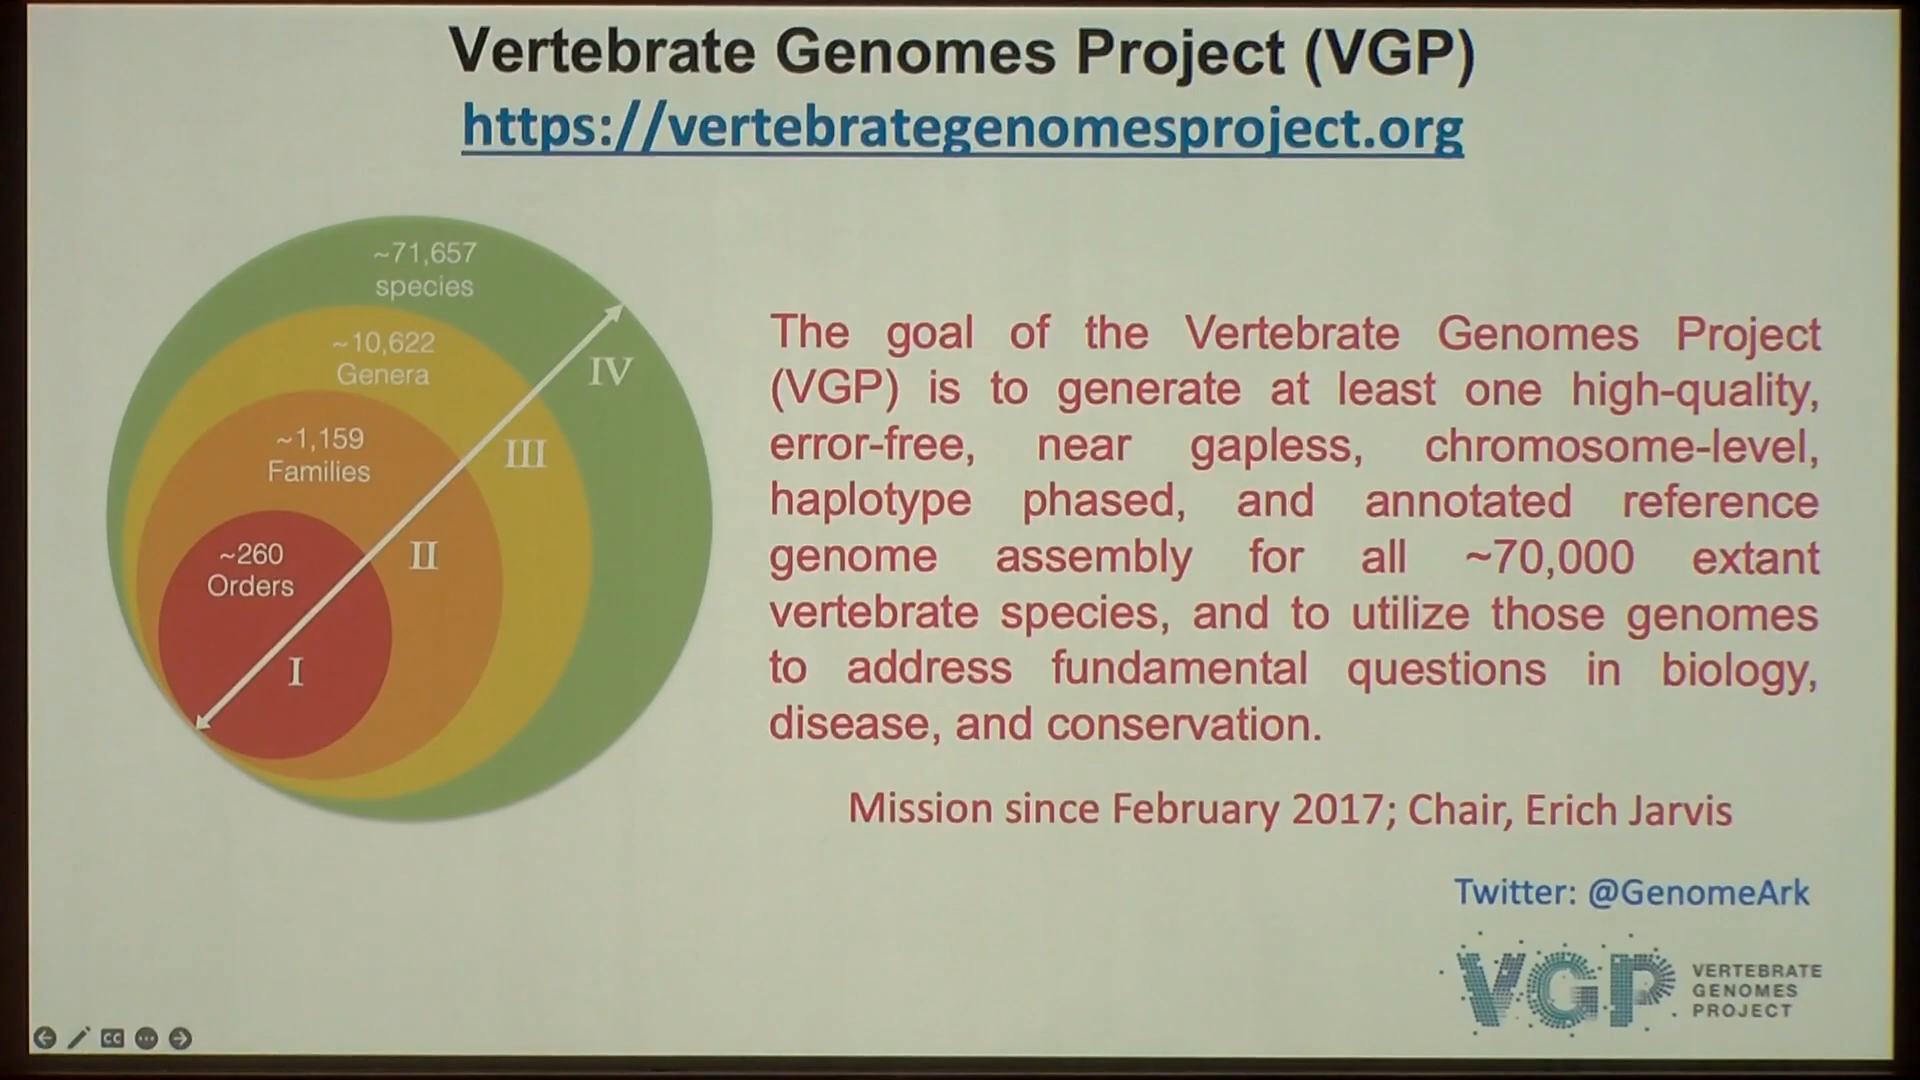 Vertebrate Genomes Project (VGP)
https://vertebrategenomesproject.org
~71,657
species
~10,622
Genera
~1,159
Families
~260
Orders
I
II
III
IV
The goal of the Vertebrate Genomes Project
(VGP) is to generate at least one high-quality,
error-free, near gapless, chromosome-level,
haplotype phased, and annotated reference
genome assembly for all ~70,000 extant
vertebrate species, and to utilize those genomes
to address fundamental questions in biology,
disease, and conservation.
Mission since February 2017; Chair, Erich Jarvis
Twitter: @GenomeArk
VGP
VERTEBRATE
GENOMES
PROJECT
CC